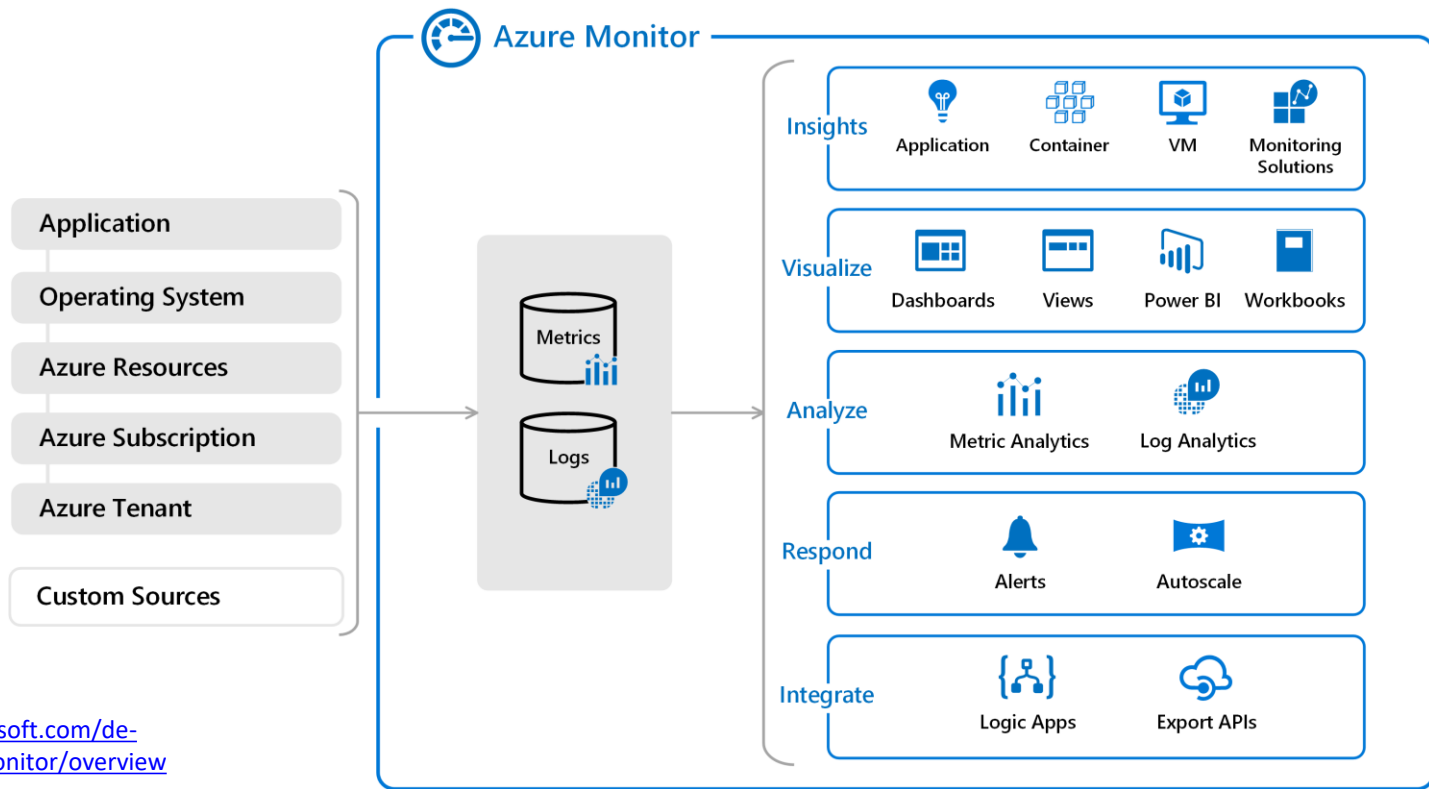 Azure Monitor
Application
Operating System
Azure Resources
Azure Subscription
Azure Tenant
Custom Sources
Metrics
Logs
Insights
Application
Container
VM
Monitoring
Solutions
Visualize
Dashboards
Views
Power BI
Workbooks
Analyze
Metric Analytics
Log Analytics
Respond
Alerts
Autoscale
Integrate
Logic Apps
Export APIs
soft.com/de-
onitor/overview